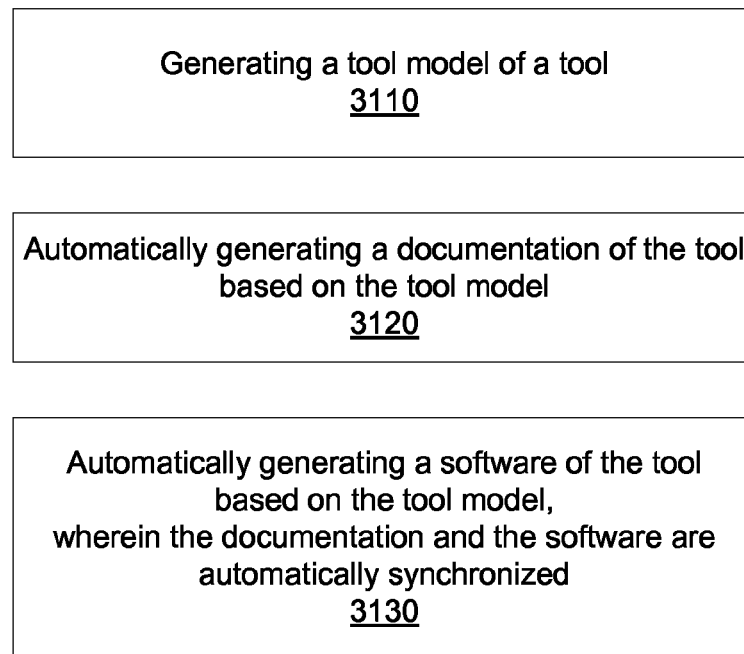 Generating a tool model of a tool
3110
Automatically generating a documentation of the tool
based on the tool model
3120
Automatically generating a software of the tool
based on the tool model,
wherein the documentation and the software are
automatically synchronized
3130